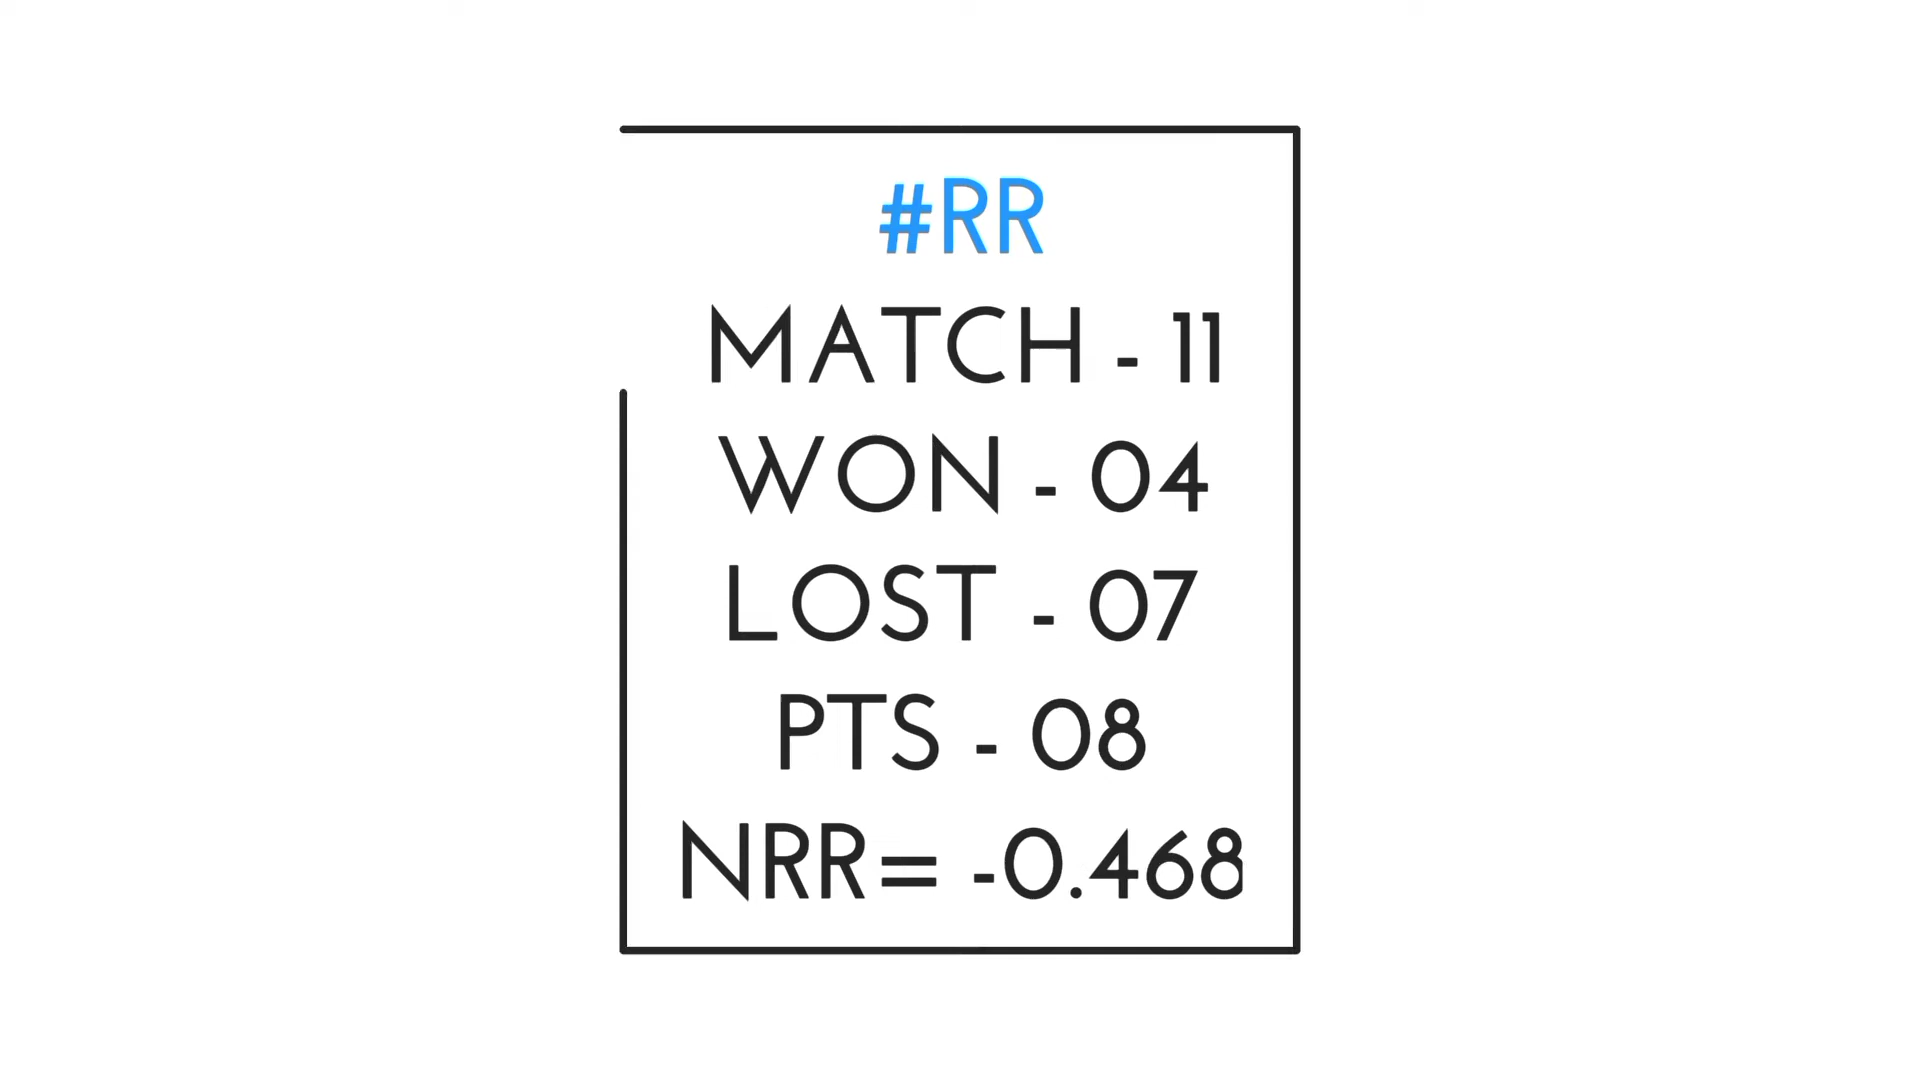 #RR
MATCH - 11
WON - 04
LOST - 07
PTS - 08
NRR= -0.468